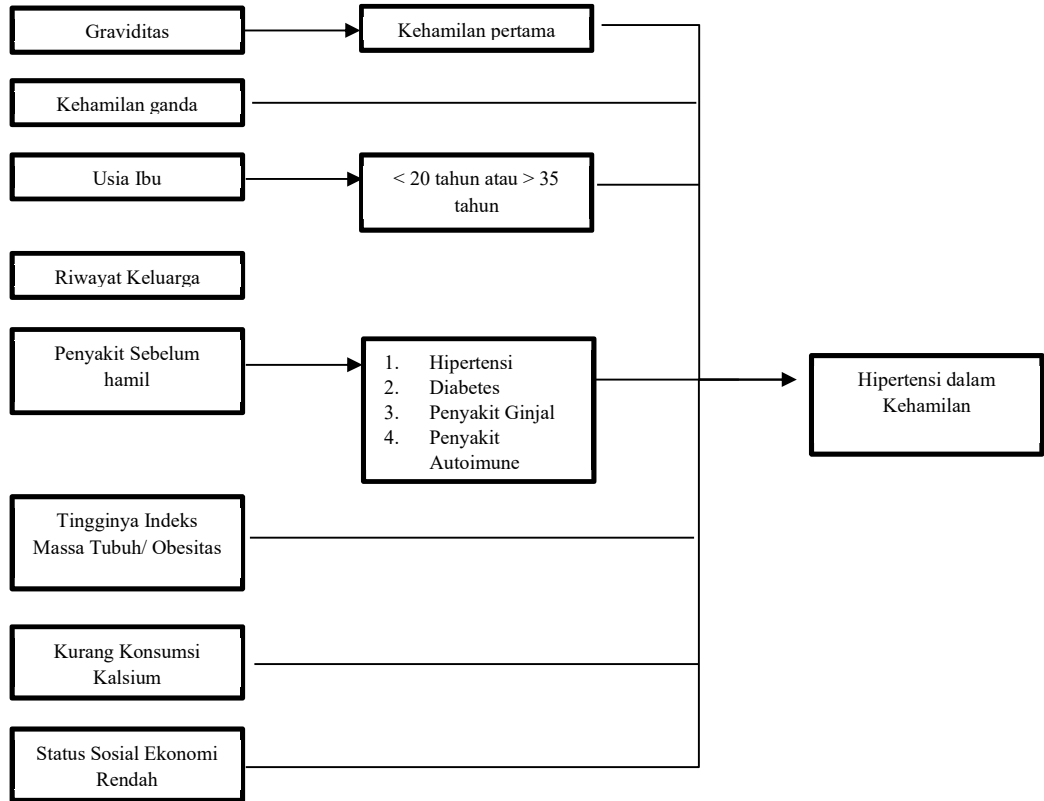 Graviditas
Kehamilan pertama
Kehamilan ganda
Usia Ibu
< 20 tahun atau > 35
tahun
Riwayat Keluarga
Penyakit Sebelum
hamil
1. Hipertensi
2. Diabetes
3. Penyakit Ginjal
4. Penyakit
Autoimune
Hipertensi dalam
Kehamilan
Tingginya Indeks
Massa Tubuh/ Obesitas
Kurang Konsumsi
Kalsium
Status Sosial Ekonomi
Rendah